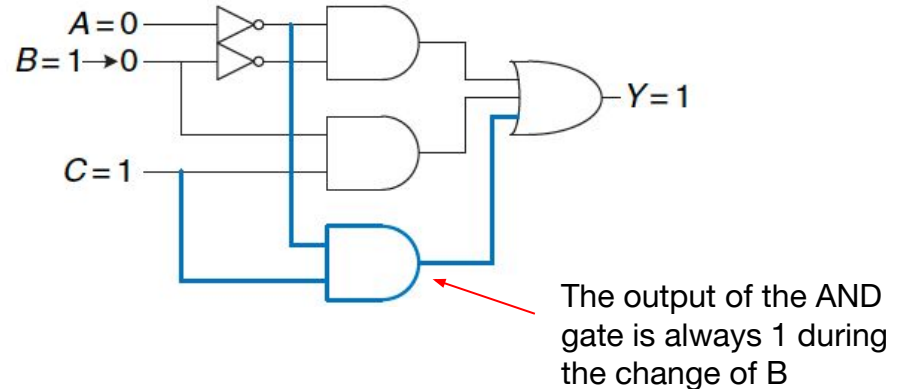 A = 0
B = 1→0
C = 1
Y = 1
The output of the AND
gate is always 1 during
the change of B